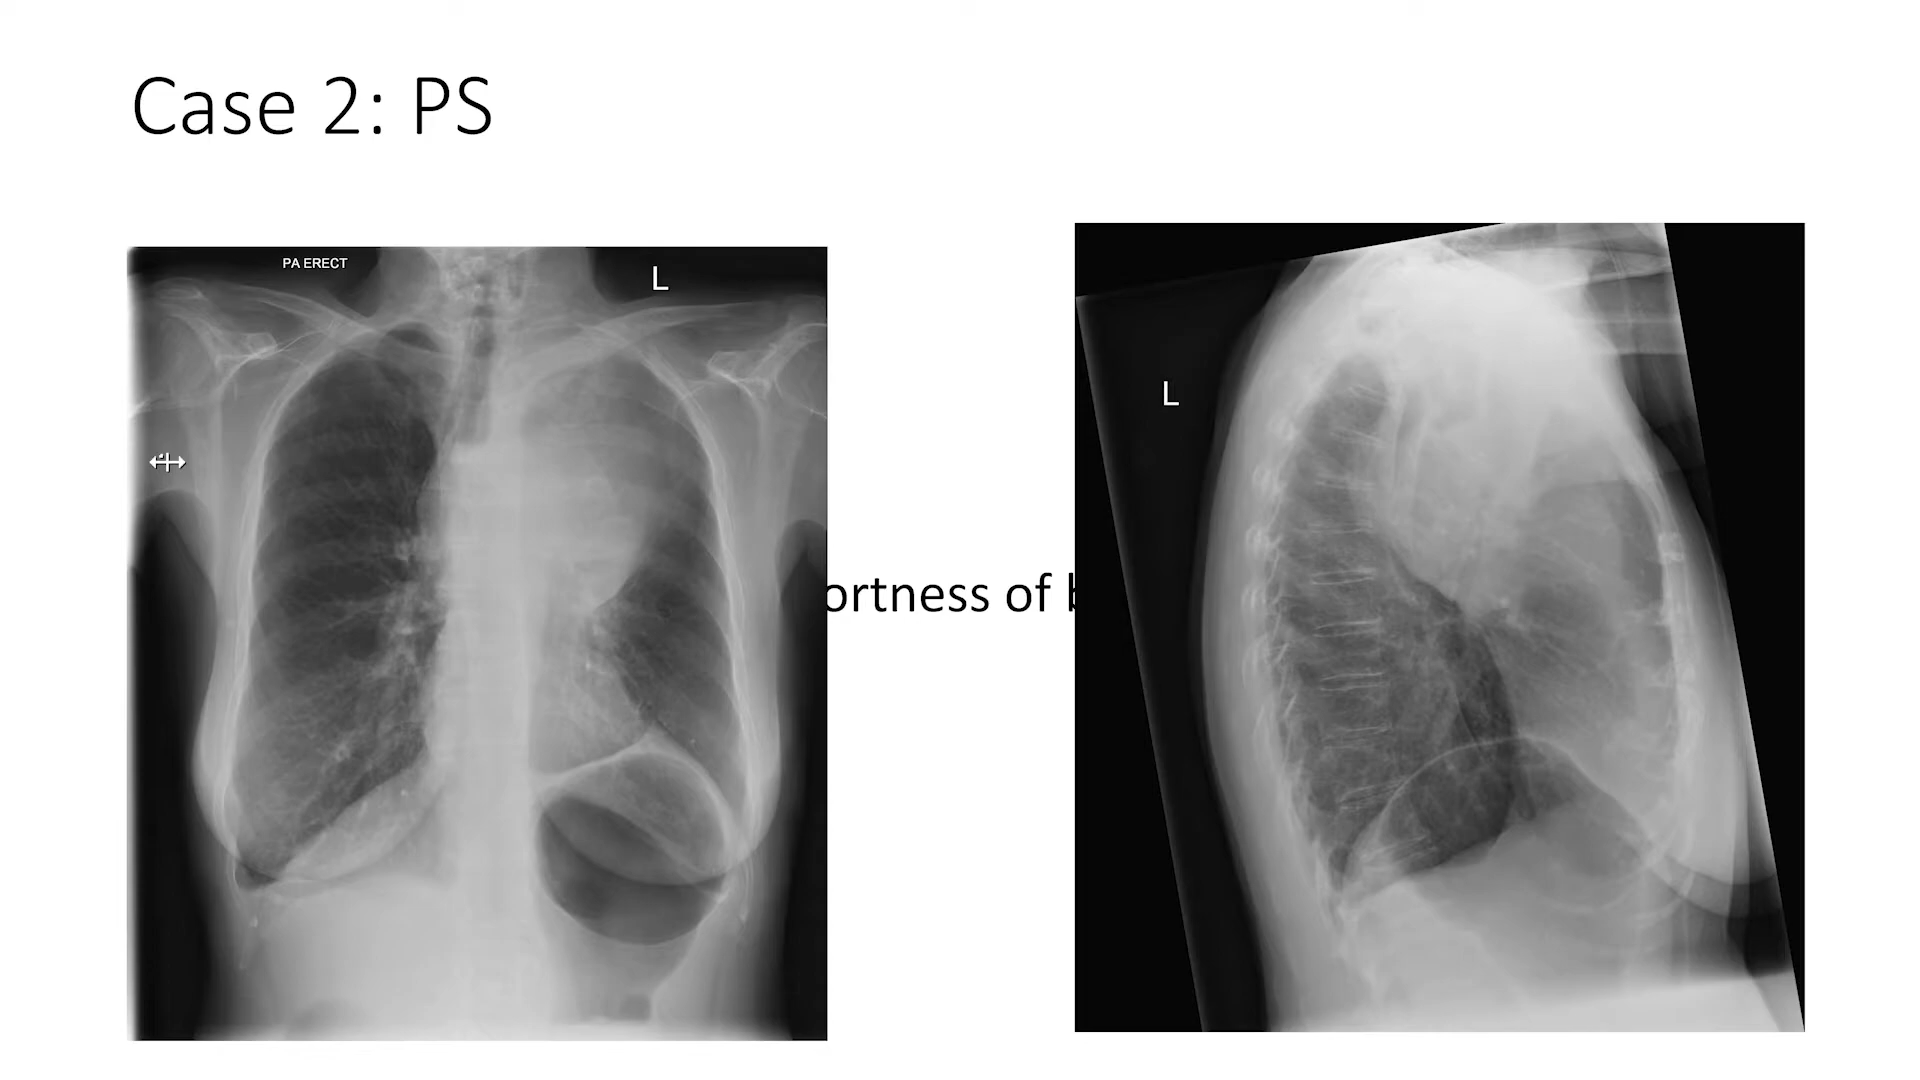 Case 2: PS
PA ERECT
L
L
ortness of